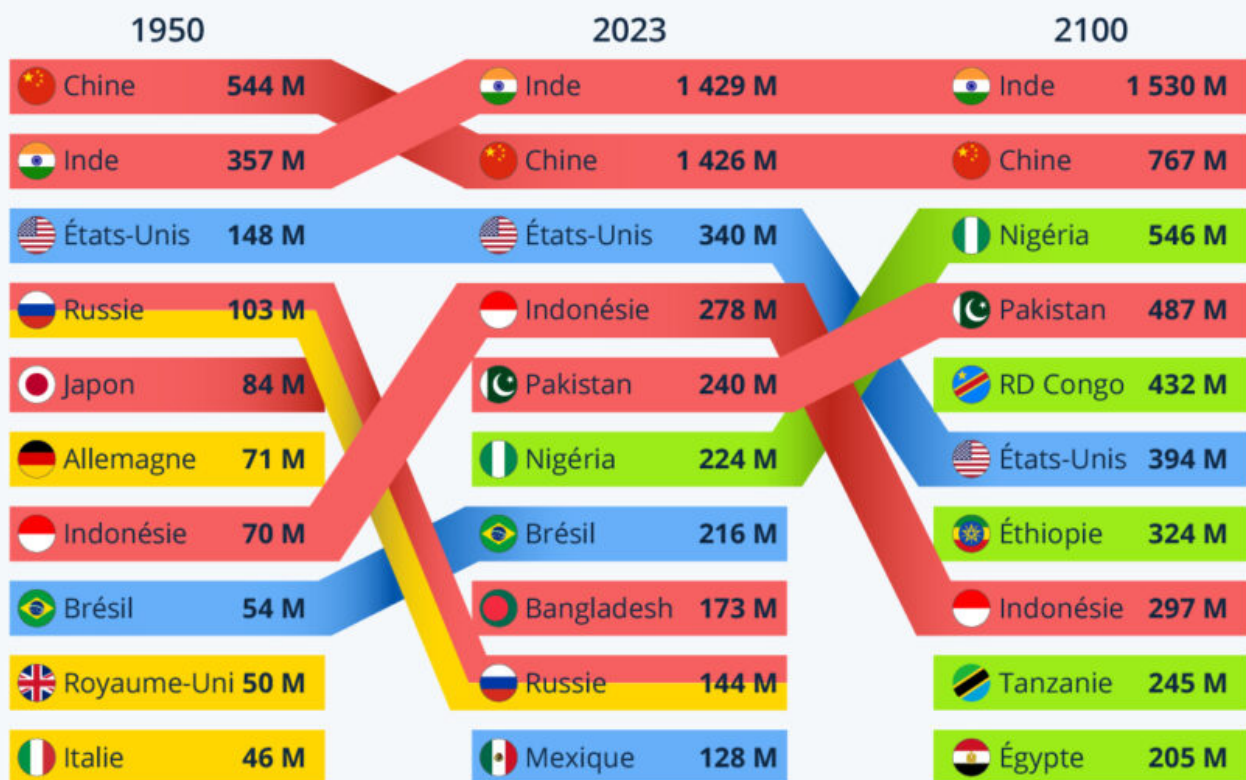 1950 2023 2100
Chine 544 M Inde 1 429 M Inde 1 530 M
Inde 357 M Chine 1 426 M Chine 767 M
États-Unis 148 M États-Unis 340 M Nigéria 546 M
Russie 103 M Indonésie 278 M Pakistan 487 M
Japon 84 M Pakistan 240 M RD Congo 432 M
Allemagne 71 M Nigéria 224 M États-Unis 394 M
Indonésie 70 M Brésil 216 M Éthiopie 324 M
Brésil 54 M Bangladesh 173 M Indonésie 297 M
Royaume-Uni 50 M Russie 144 M Tanzanie 245 M
Italie 46 M Mexique 128 M Égypte 205 M